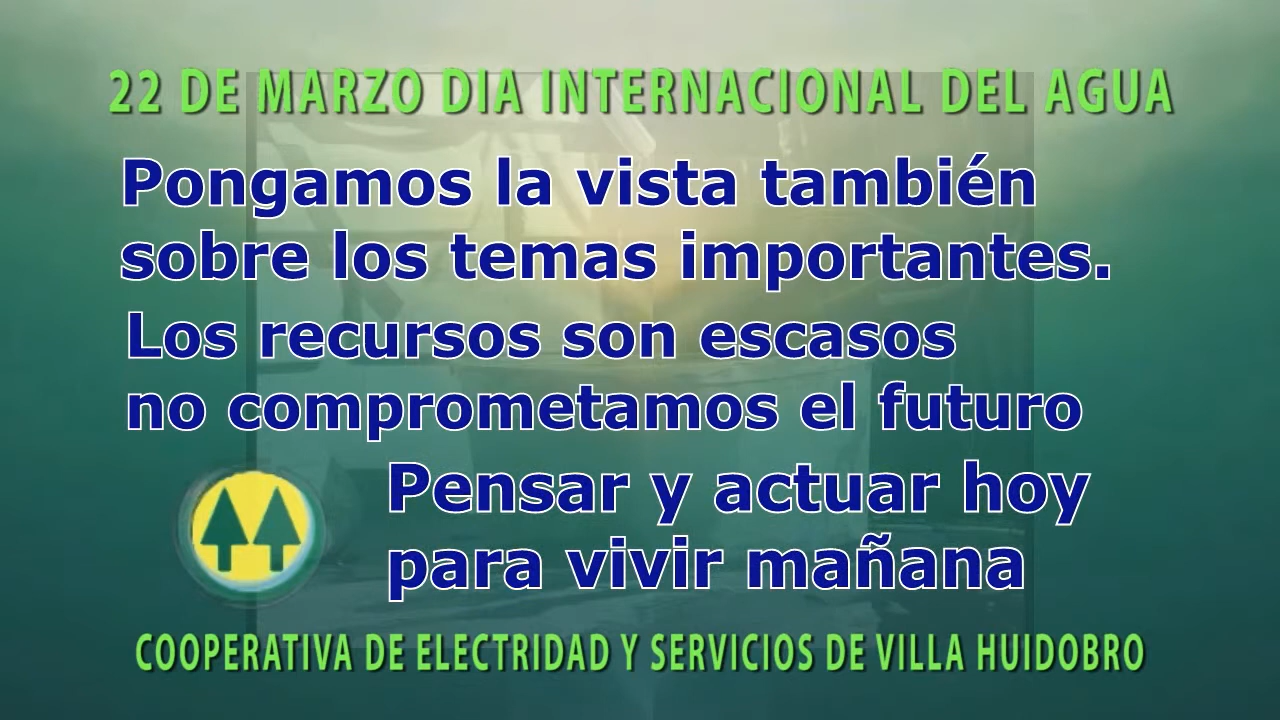 22 DE MARZO DIA INTERNACIONAL DEL AGUA
Pongamos la vista también
sobre los temas importantes.
Los recursos son escasos
no comprometamos el futuro
Pensar y actuar hoy
para vivir mañana
COOPERATIVA DE ELECTRIDAD Y SERVICIOS DE VILLA HUIDOBRO